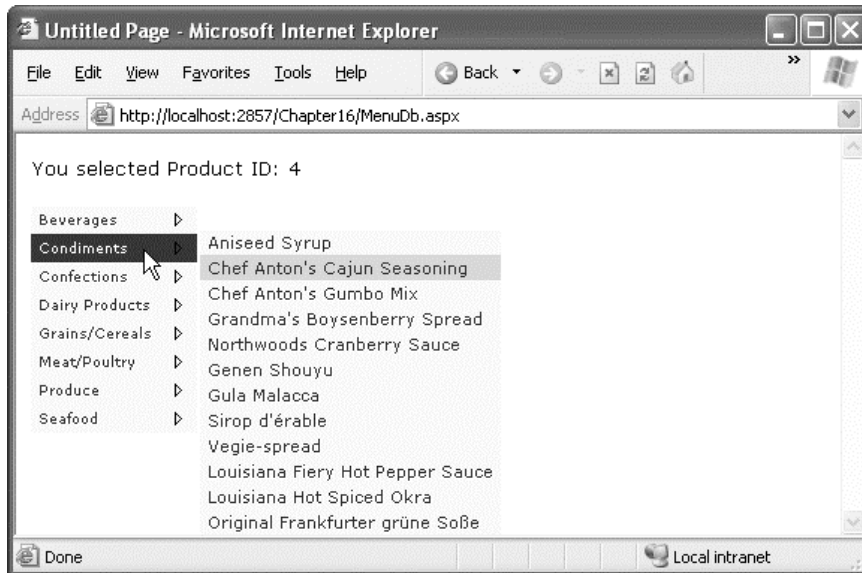 Untitled Page - Microsoft Internet Explorer
File Edit View Favorites Tools Help Back »
Address http://localhost:2857/Chapter16/MenuDb.aspx
You selected Product ID: 4
Beverages
Condiments
Confections
Dairy Products
Grains/Cereals
Meat/Poultry
Produce
Seafood
Aniseed Syrup
Chef Anton's Cajun Seasoning
Chef Anton's Gumbo Mix
Grandma's Boysenberry Spread
Northwoods Cranberry Sauce
Genen Shouyu
Gula Malacca
Sirop d'érable
Vegie-spread
Louisiana Fiery Hot Pepper Sauce
Louisiana Hot Spiced Okra
Original Frankfurter grüne Soße
Done Local intranet